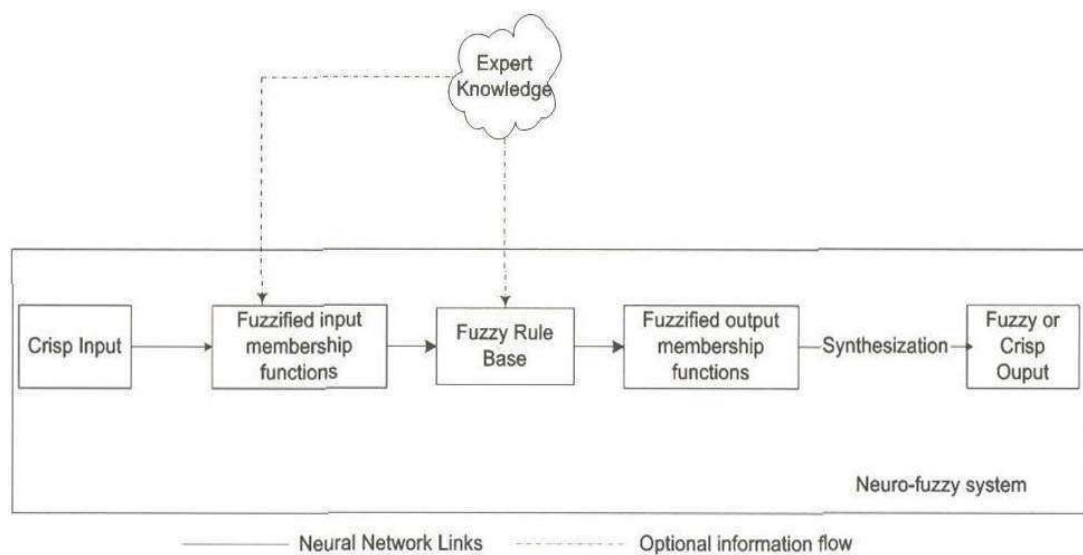 Expert
Knowledge
Crisp Input
Fuzzified input
membership
functions
Fuzzy Rule
Base
Fuzzified output
membership
functions
Synthesization
Fuzzy or
Crisp
Ouput
Neuro-fuzzy system
Neural Network Links
Optional information flow